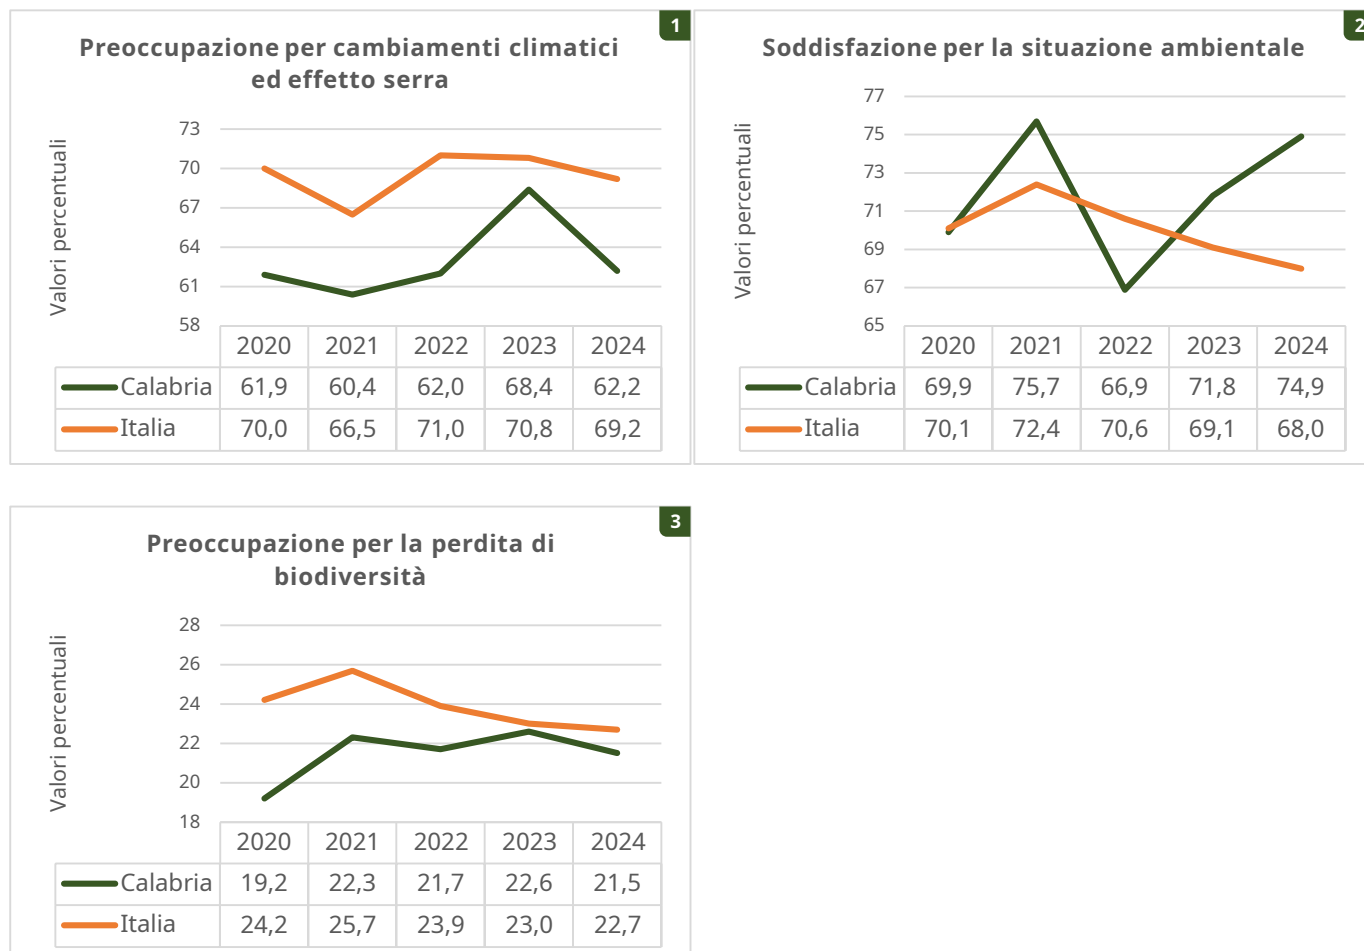 1
Preoccupazione per cambiamenti climatici
ed effetto serra
Valori percentuali
73
70
67
64
61
58
2020 2021 2022 2023 2024
Calabria 61,9 60,4 62,0 68,4 62,2
Italia 70,0 66,5 71,0 70,8 69,2
2
Soddisfazione per la situazione ambientale
Valori percentuali
77
75
73
71
69
67
65
2020 2021 2022 2023 2024
Calabria 69,9 75,7 66,9 71,8 74,9
Italia 70,1 72,4 70,6 69,1 68,0
3
Preoccupazione per la perdita di
biodiversità
Valori percentuali
28
26
24
22
20
18
2020 2021 2022 2023 2024
Calabria 19,2 22,3 21,7 22,6 21,5
Italia 24,2 25,7 23,9 23,0 22,7